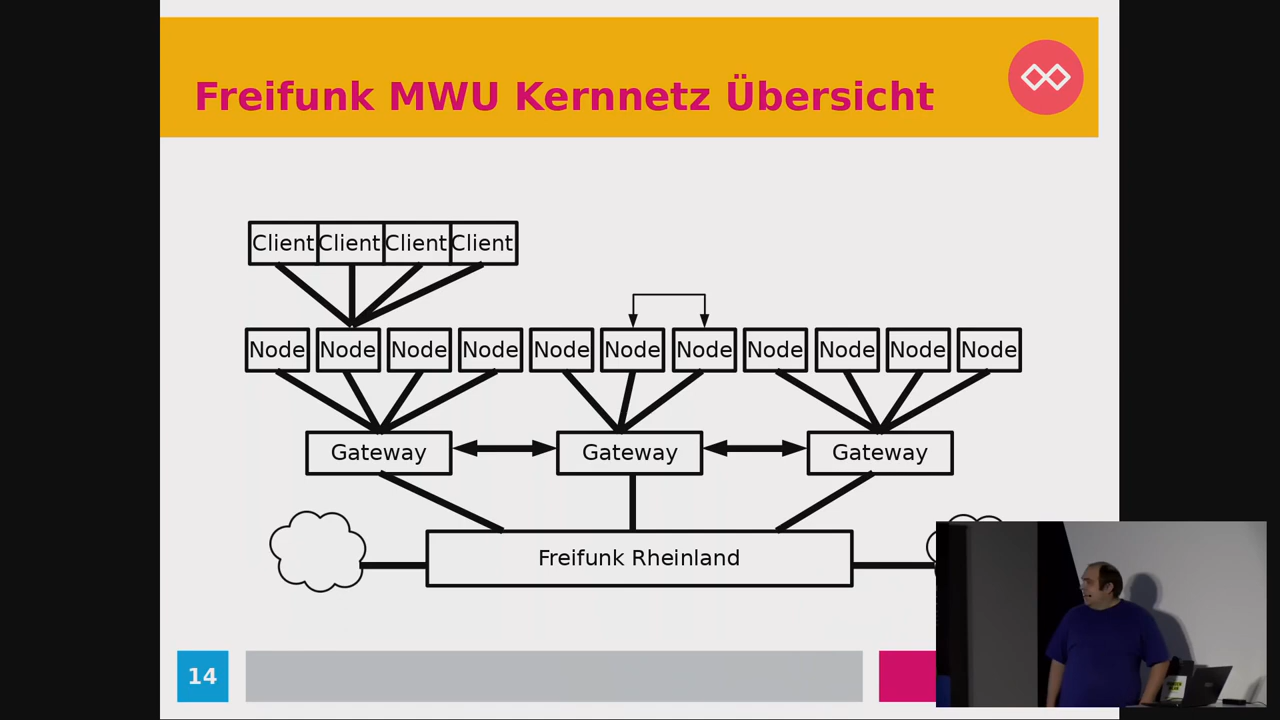 Freifunk MWU Kernnetz Übersicht
Client Client Client Client
Node Node Node Node Node Node Node Node Node Node Node
Gateway Gateway Gateway
Freifunk Rheinland
14